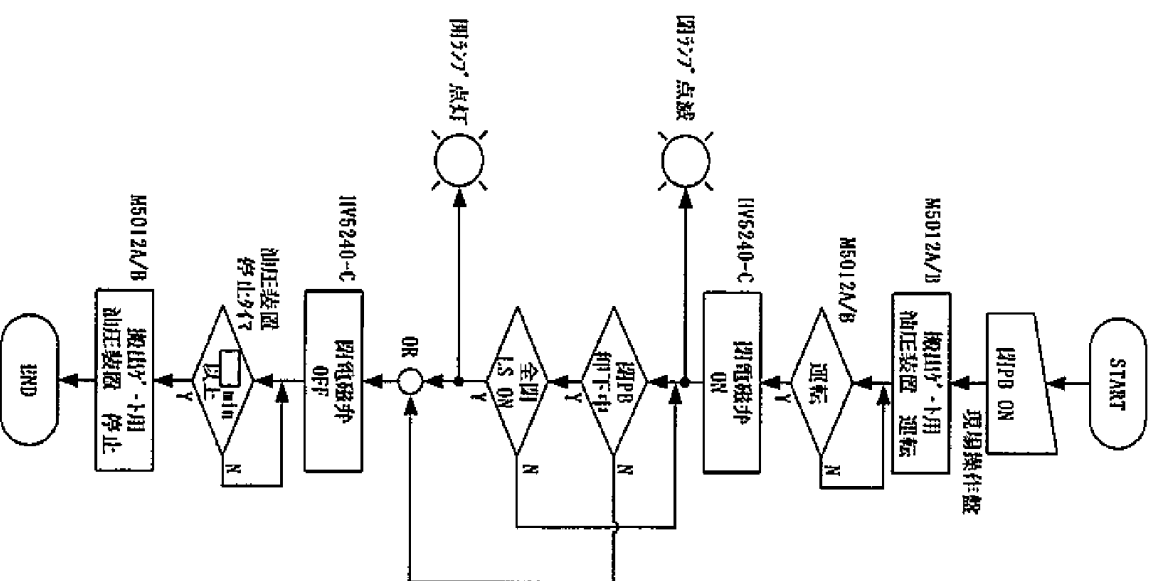 START
閉PB ON
現場操作盤
M5012A/B
搬出ゲート用
油圧装置 運転
M5012A/B
運転
Y
N
HV5240-C
閉電磁弁
ON
閉ランプ 点滅
閉PB
押下中
Y
N
全閉
LS ON
Y
N
閉ランプ 点灯
OR
HV5240-C
閉電磁弁
OFF
油圧装置
停止タイマ
min
以上
Y
N
M5012A/B
搬出ゲート用
油圧装置 停止
END